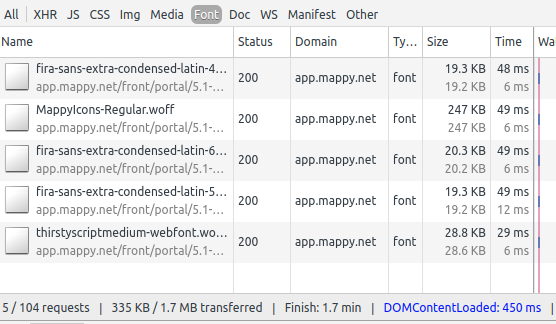 All XHR JS CSS Img Media Font Doc WS Manifest Other
Name Status Domain Ty... Size Time Wa
fira-sans-extra-condensed-latin-4... 200 app.mappy.net font 19.3 KB 48 ms
app.mappy.net/front/portal/5.1-... 19.2 KB 6 ms
MappyIcons-Regular.woff 200 app.mappy.net font 247 KB 49 ms
app.mappy.net/front/portal/5.1-... 247 KB 6 ms
fira-sans-extra-condensed-latin-6... 200 app.mappy.net font 20.3 KB 49 ms
app.mappy.net/front/portal/5.1-... 20.2 KB 6 ms
fira-sans-extra-condensed-latin-5... 200 app.mappy.net font 19.3 KB 49 ms
app.mappy.net/front/portal/5.1-... 19.2 KB 12 ms
thirstyscriptmedium-webfont.wo... 200 app.mappy.net font 28.8 KB 29 ms
app.mappy.net/front/portal/5.1-... 28.6 KB 6 ms
5 / 104 requests | 335 KB / 1.7 MB transferred | Finish: 1.7 min | DOMContentLoaded: 450 ms |